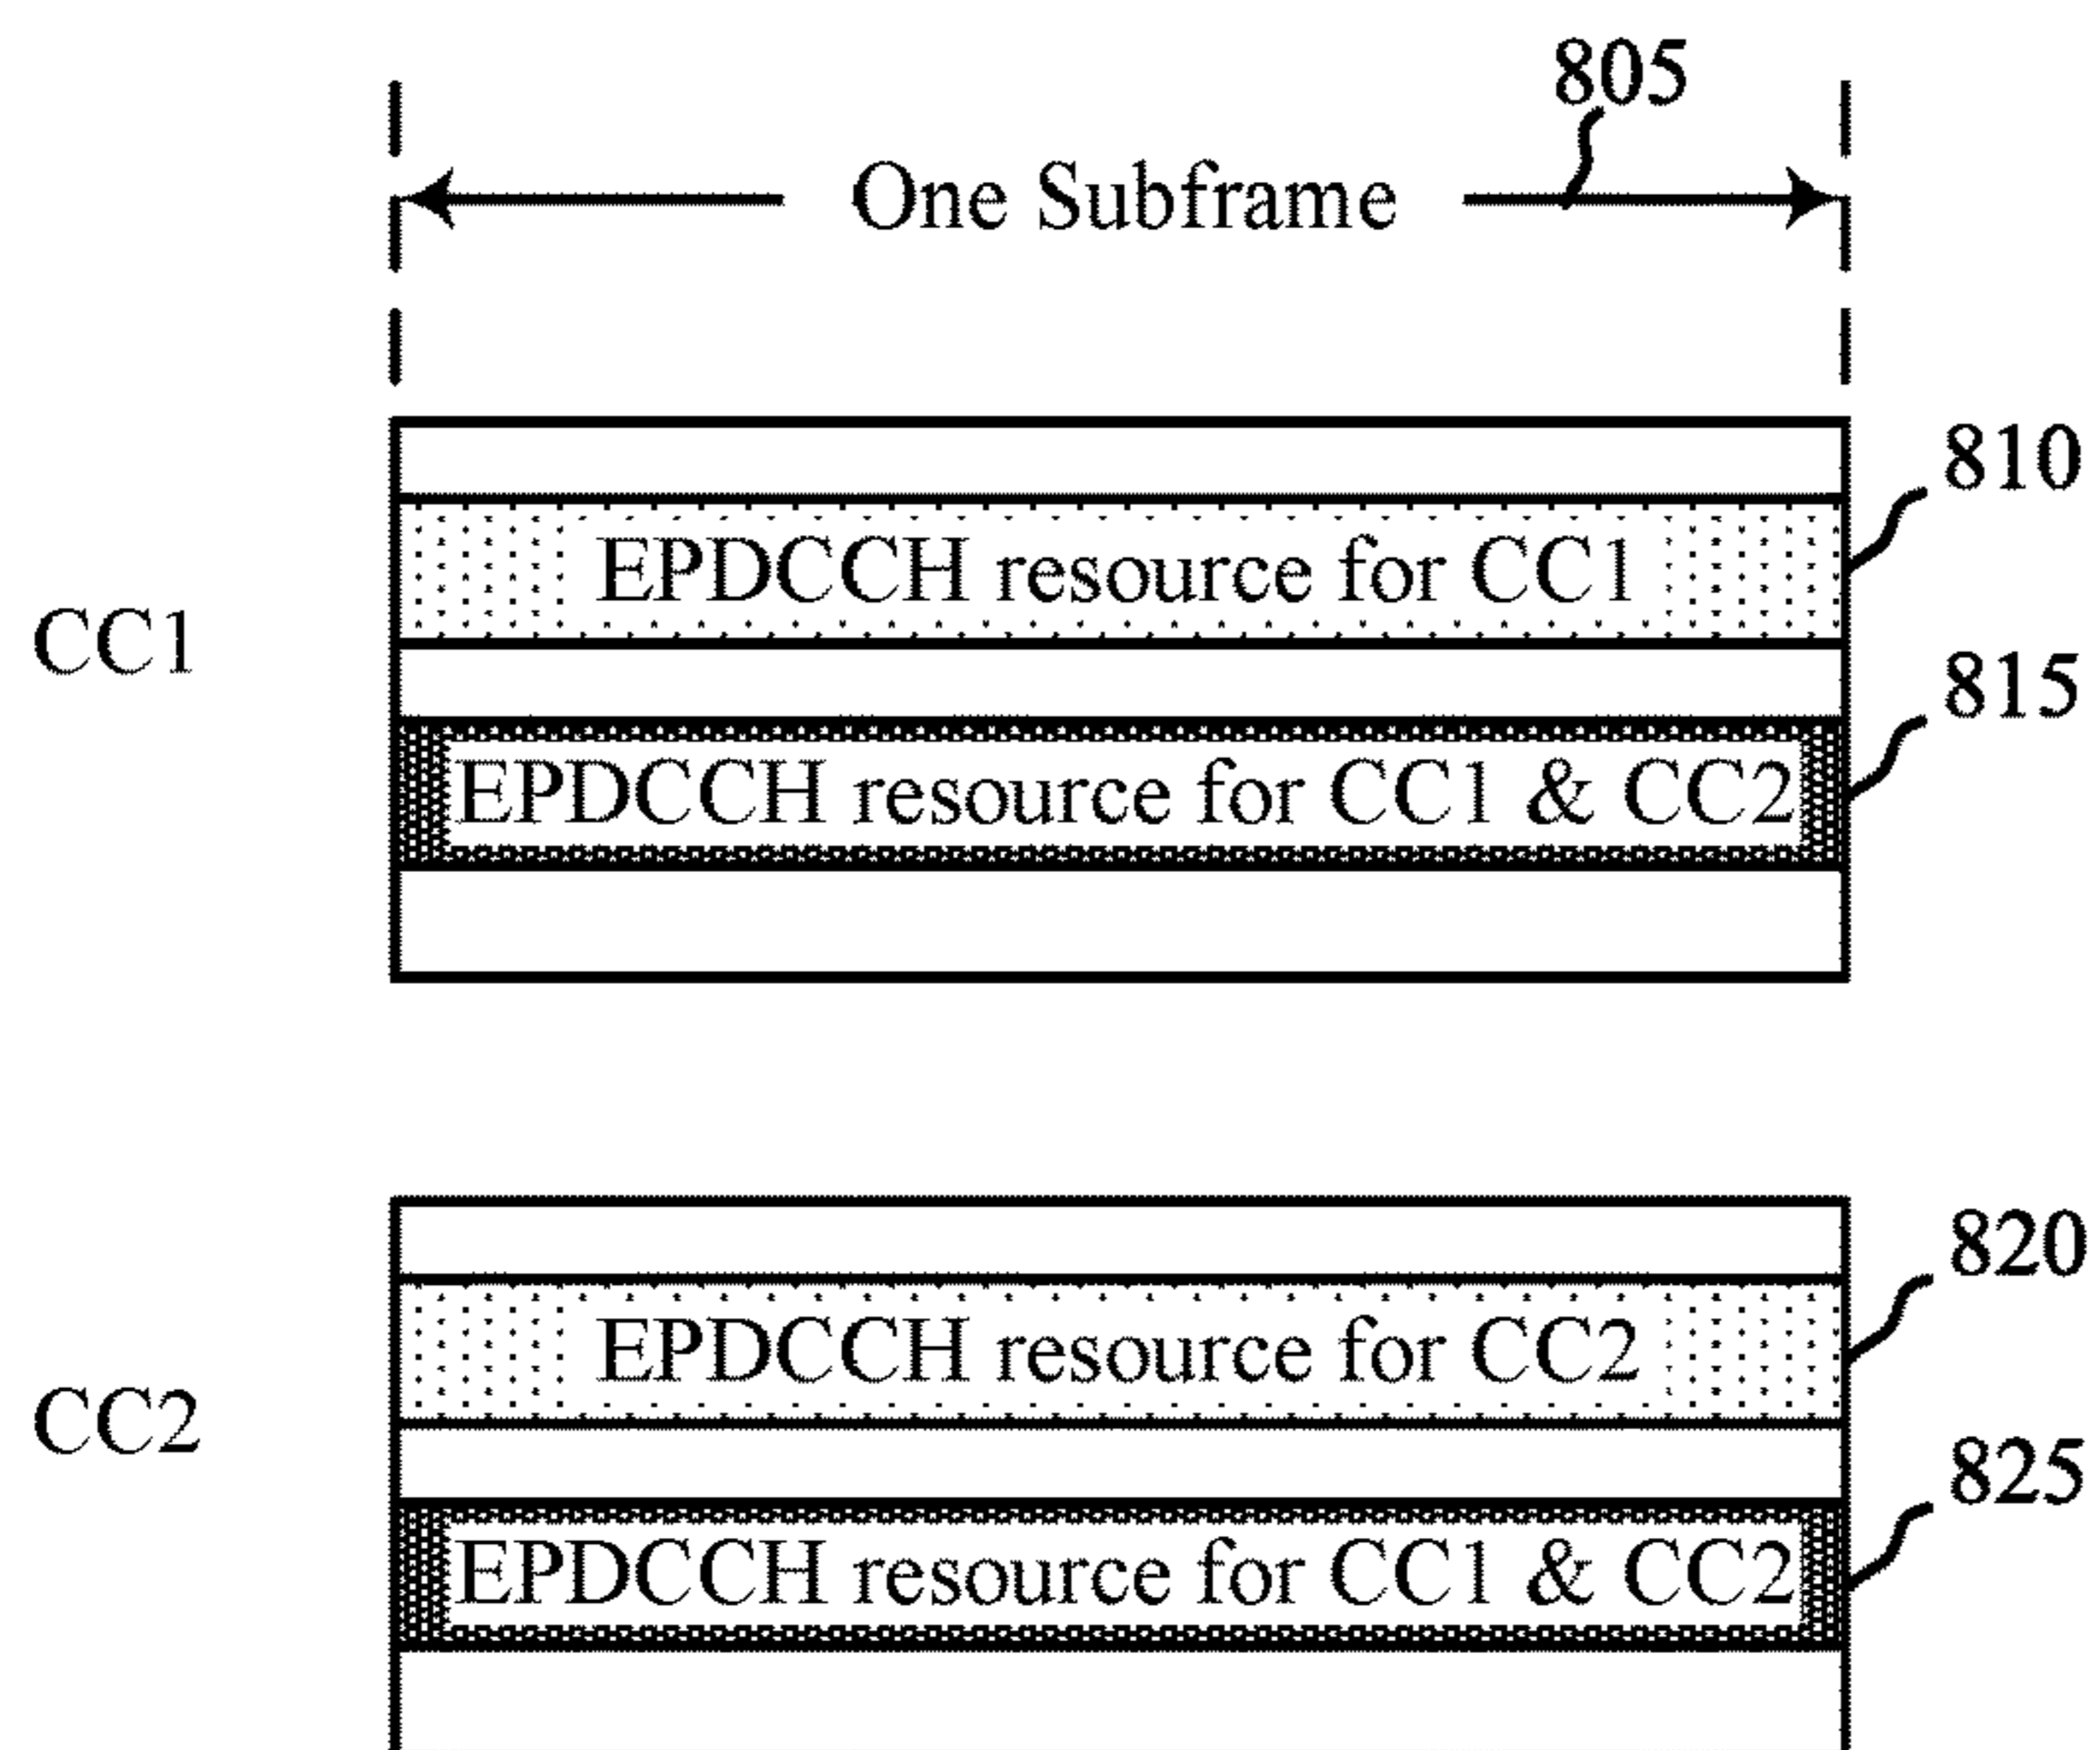 805
One Subframe
810
EPDCCH resource for CC1
CC1
815
EPDCCH resource for CC1 & CC2
820
EPDCCH resource for CC2
CC2
825
EPDCCH resource for CC1 & CC2